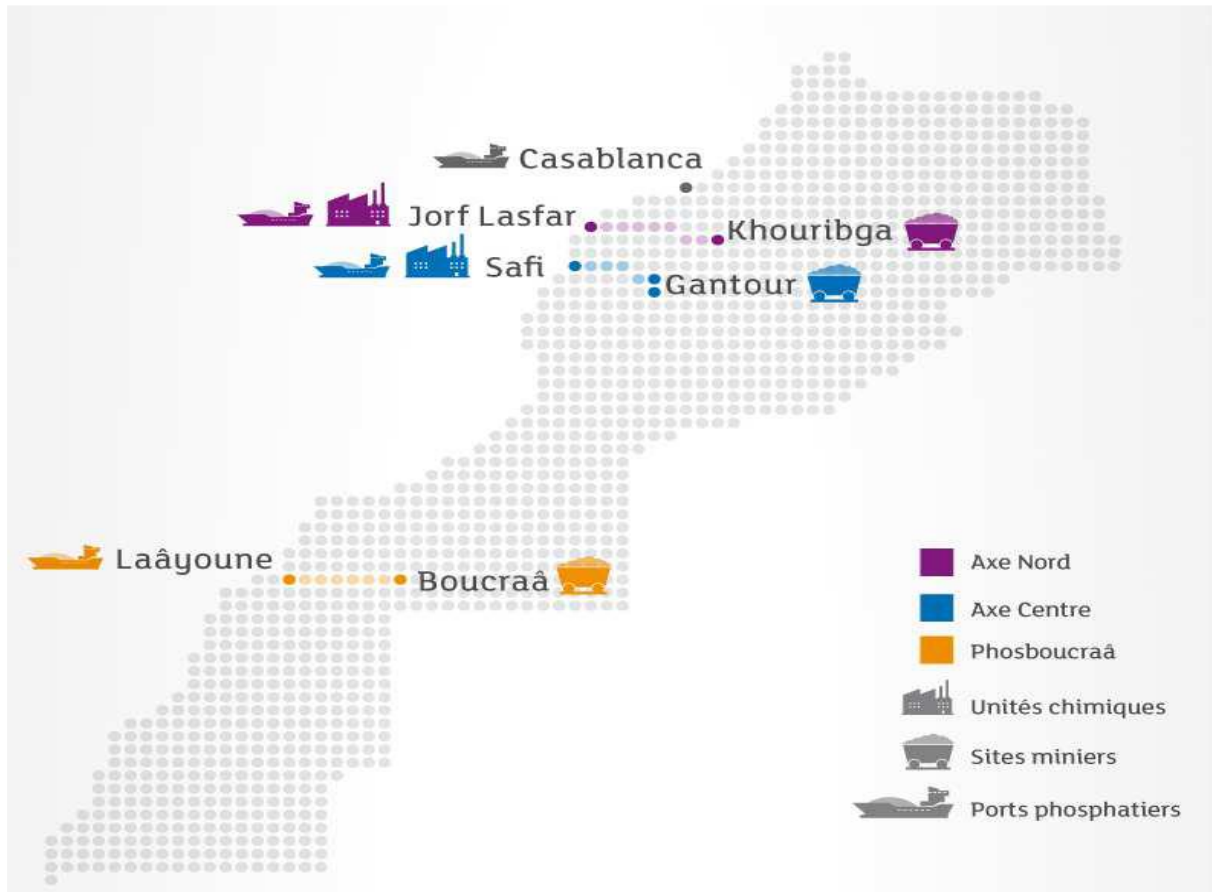 Casablanca
Jorf Lasfar
Khouribga
Safi
Gantour
Laâyoune
Boucraâ
Axe Nord
Axe Centre
Phosboucraâ
Unités chimiques
Sites miniers
Ports phosphatiers